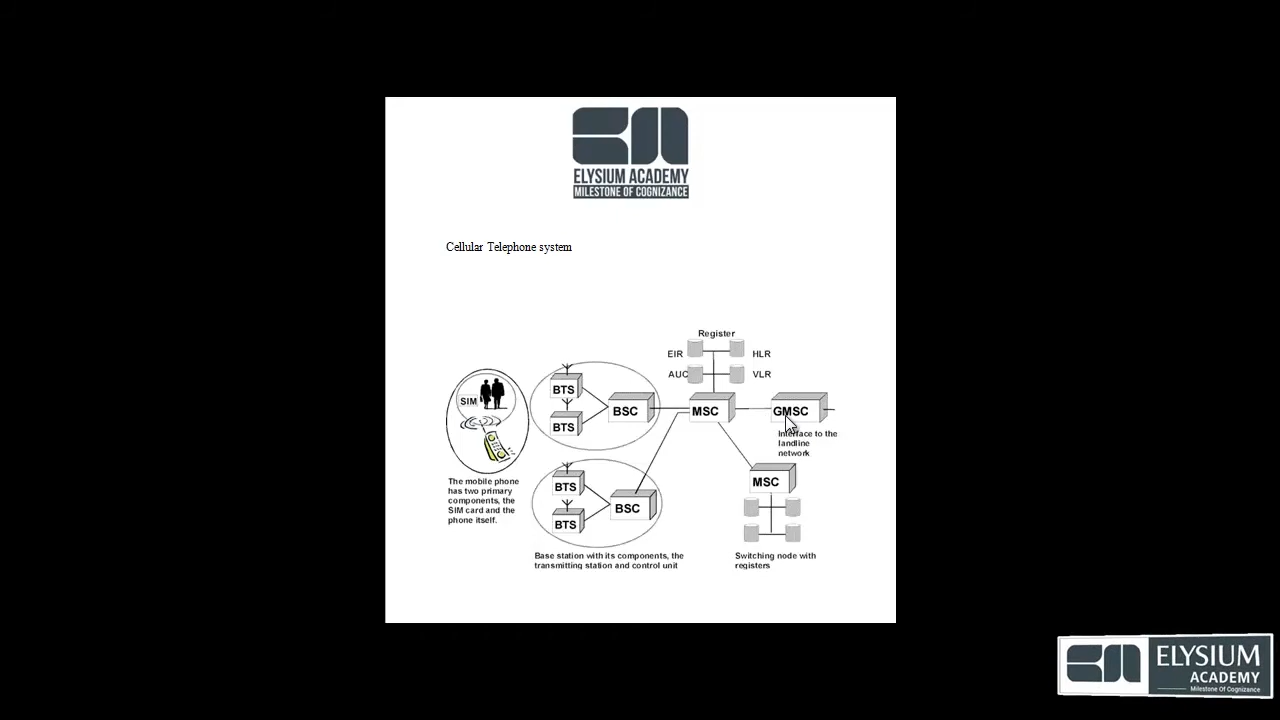 ELYSIUM ACADEMY
MILESTONE OF COGNIZANCE
Cellular Telephone system
Register
EIR
HLR
AUC
VLR
SIM
BTS
BTS
BSC
MSC
GMSC
Interface to the
landline
network
BTS
BTS
BSC
MSC
The mobile phone
has two primary
components, the
SIM card and the
phone itself.
Base station with its components, the
transmitting station and control unit
Switching node with
registers
ELYSIUM
ACADEMY
Milestone Of Cognizance